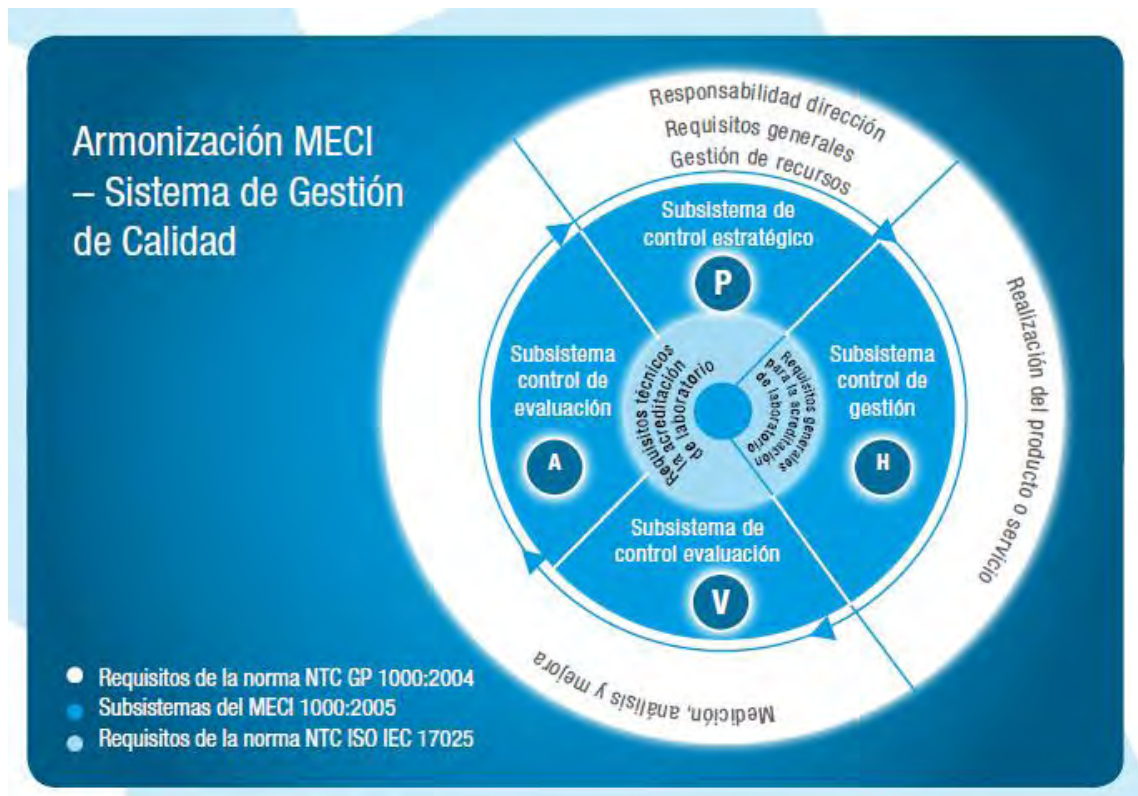 Armonización MECI
– Sistema de Gestión
de Calidad
Responsabilidad dirección
Requisitos generales
Gestión de recursos
Subsistema de
control estratégico
P
Realización del producto o servicio
Subsistema
control de
gestión
H
Requisitos generales
para la acreditación
de laboratorio
Subsistema
control de
evaluación
A
Requisitos técnicos
la acreditación
de laboratorio
Subsistema de
control evaluación
V
Medición, análisis y mejora
Requisitos de la norma NTC GP 1000:2004
Subsistemas del MECI 1000:2005
Requisitos de la norma NTC ISO IEC 17025